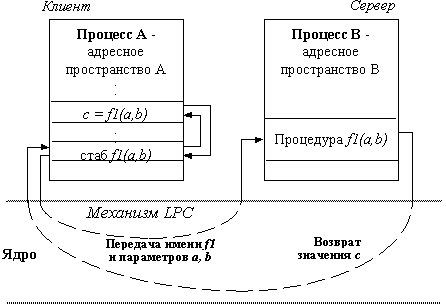 Клиент
Сервер
Процесс A -
адресное
пространство A
:
c = f1(a,b)
:
стаб f1(a,b)
Процесс B -
адресное
пространство B
Процедура f1(a,b)
Механизм LPC
Ядро
Передача имени f1
и параметров a, b
Возврат
значения c